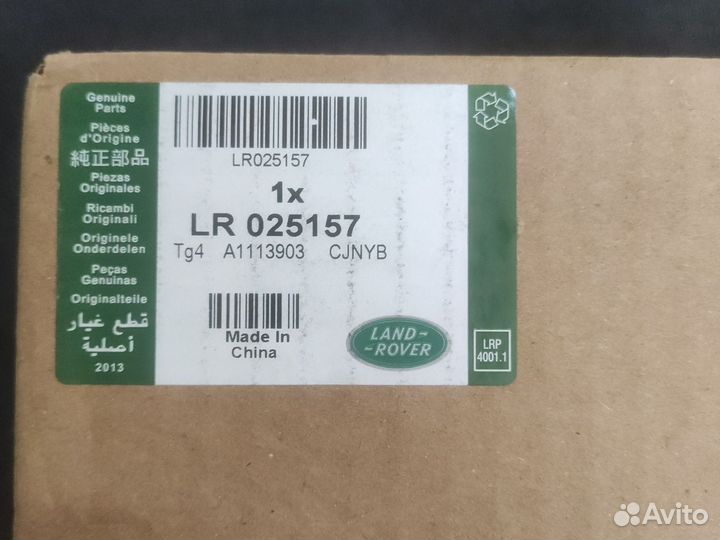 Genuine
Parts
Pièces
d'Origine
純正部品
Piezas
Originales
Ricambi
Originali
Originele
Onderdelen
Peças
Genuinas
Originalteile
قطع غيار
أصلية
2013
LR025157
1x
LR 025157
Tg4 A1113903 CJNYB
Made In
China
LAND-
-ROVER
LRP
4001.1
Avito